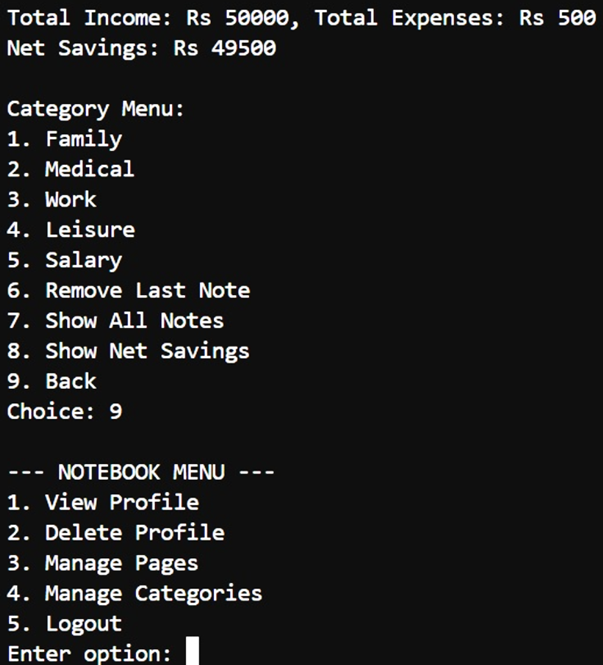 Total Income: Rs 50000, Total Expenses: Rs 500
Net Savings: Rs 49500
Category Menu:
1. Family
2. Medical
3. Work
4. Leisure
5. Salary
6. Remove Last Note
7. Show All Notes
8. Show Net Savings
9. Back
Choice: 9
--- NOTEBOOK MENU ---
1. View Profile
2. Delete Profile
3. Manage Pages
4. Manage Categories
5. Logout
Enter option: